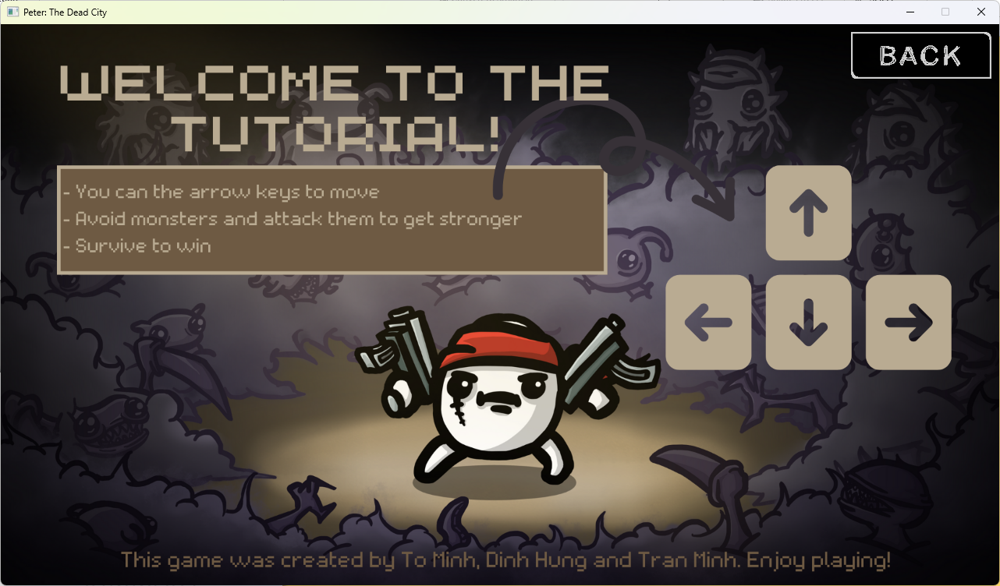 Peter: The Dead City
BACK
WELCOME TO THE
TUTORIAL!
- You can the arrow keys to move
- Avoid monsters and attack them to get stronger
- Survive to win
This game was created by To Minh, Dinh Hung and Tran Minh. Enjoy playing!